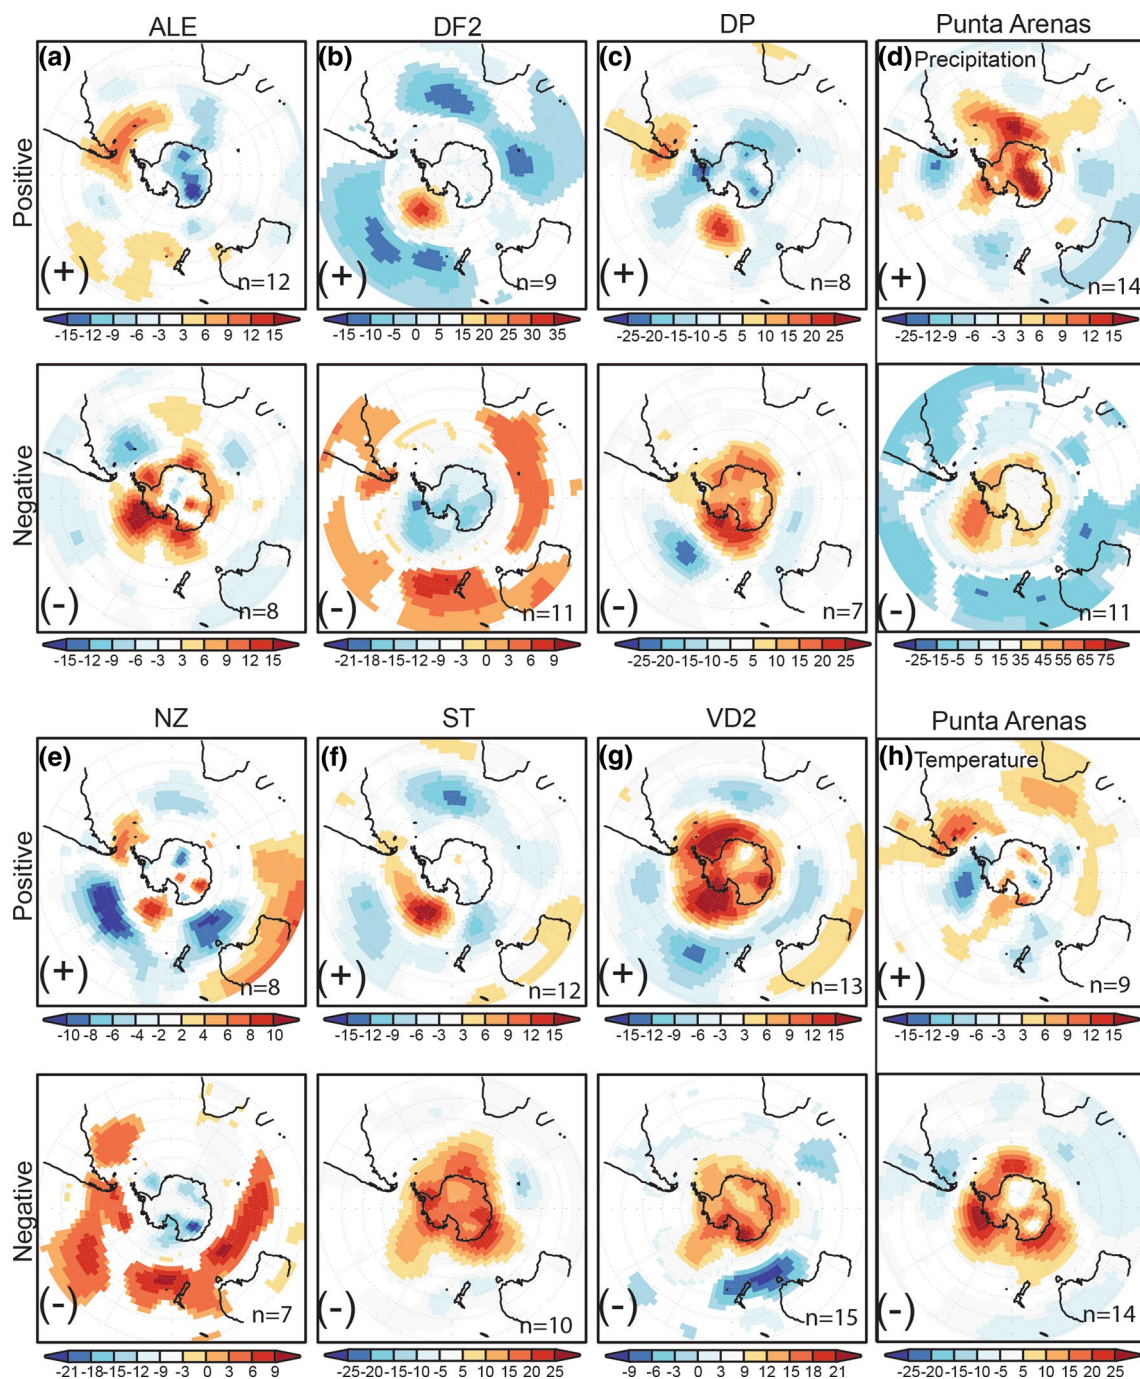 ALE DF2 DP Punta Arenas
(a) (b) (c) (d) Precipitation
Positive
(+) n=12 (+) n=9 (+) n=8 (+) n=14
-15-12 -9 -6 -3 3 6 9 12 15
-15-10 -5 0 5 15 20 25 30 35
-25-20-15-10 -5 5 10 15 20 25
-25-12 -9 -6 -3 3 6 9 12 15
Negative
(-) n=8 (-) n=11 (-) n=7 (-) n=11
-15-12 -9 -6 -3 3 6 9 12 15
-21-18-15-12-9 -6 -3 0 3 6 9
-25-20-15-10 -5 5 10 15 20 25
-25-15 -5 5 15 35 45 55 65 75
NZ ST VD2 Punta Arenas
(e) (f) (g) (h) Temperature
Positive
(+) n=8 (+) n=12 (+) n=13 (+) n=9
-10 -8 -6 -4 -2 2 4 6 8 10
-15-12 -9 -6 -3 3 6 9 12 15
-15-12 -9 -6 -3 3 6 9 12 15
-15-12 -9 -6 -3 3 6 9 12 15
Negative
(-) n=7 (-) n=10 (-) n=15 (-) n=14
-21 -18-15-12 -9 -6 0 3 9
-25-20-15-10 -5 5 10 15 20 25
-9 -6 -3 0 3 9 12 15 18 21
-25-20-15-10 -5 5 10 15 20 25